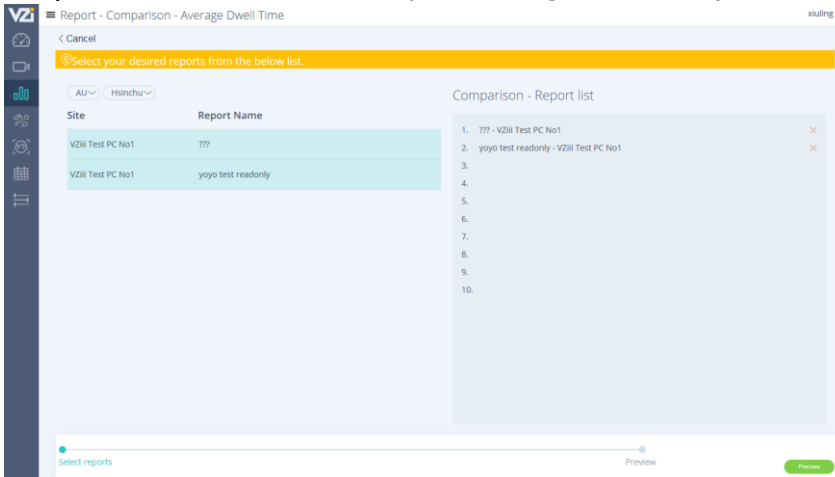 VZi
Report - Comparison - Average Dwell Time
xiuling
Cancel
Select your desired reports from the below list.
AU
Hsinchu
Site Report Name
VZiii Test PC No1 ???
VZiii Test PC No1 yoyo test readonly
Comparison - Report list
1. ??? - VZiii Test PC No1
2. yoyo test readonly - VZiii Test PC No1
3.
4.
5.
6.
7.
8.
9.
10.
Select reports
Preview
Preview